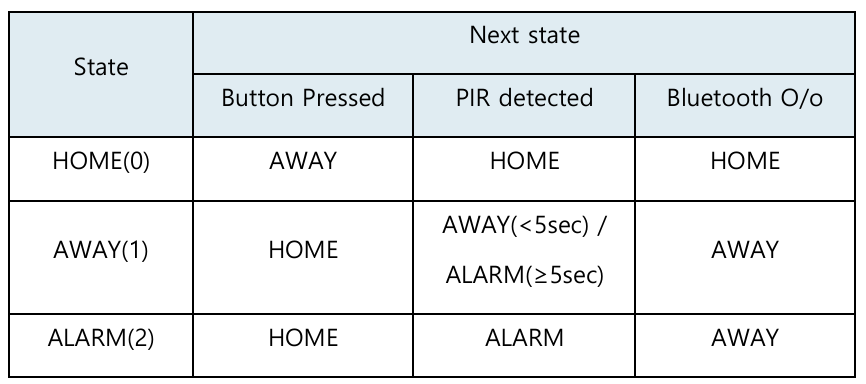 State
Next state
Button Pressed
PIR detected
Bluetooth O/o
HOME(0)
AWAY
HOME
HOME
AWAY(1)
HOME
AWAY(<5sec) /
ALARM(≥5sec)
AWAY
ALARM(2)
HOME
ALARM
AWAY